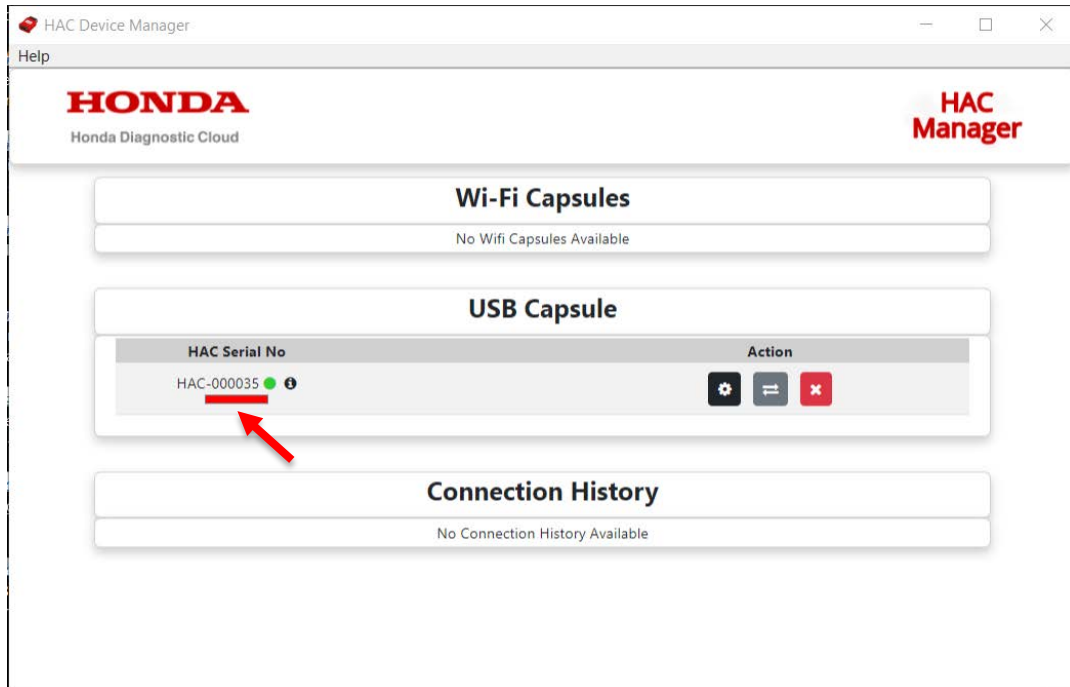 HAC Device Manager
Help
HONDA
Honda Diagnostic Cloud
HAC
Manager
Wi-Fi Capsules
No Wifi Capsules Available
USB Capsule
HAC Serial No Action
HAC-000035
Connection History
No Connection History Available